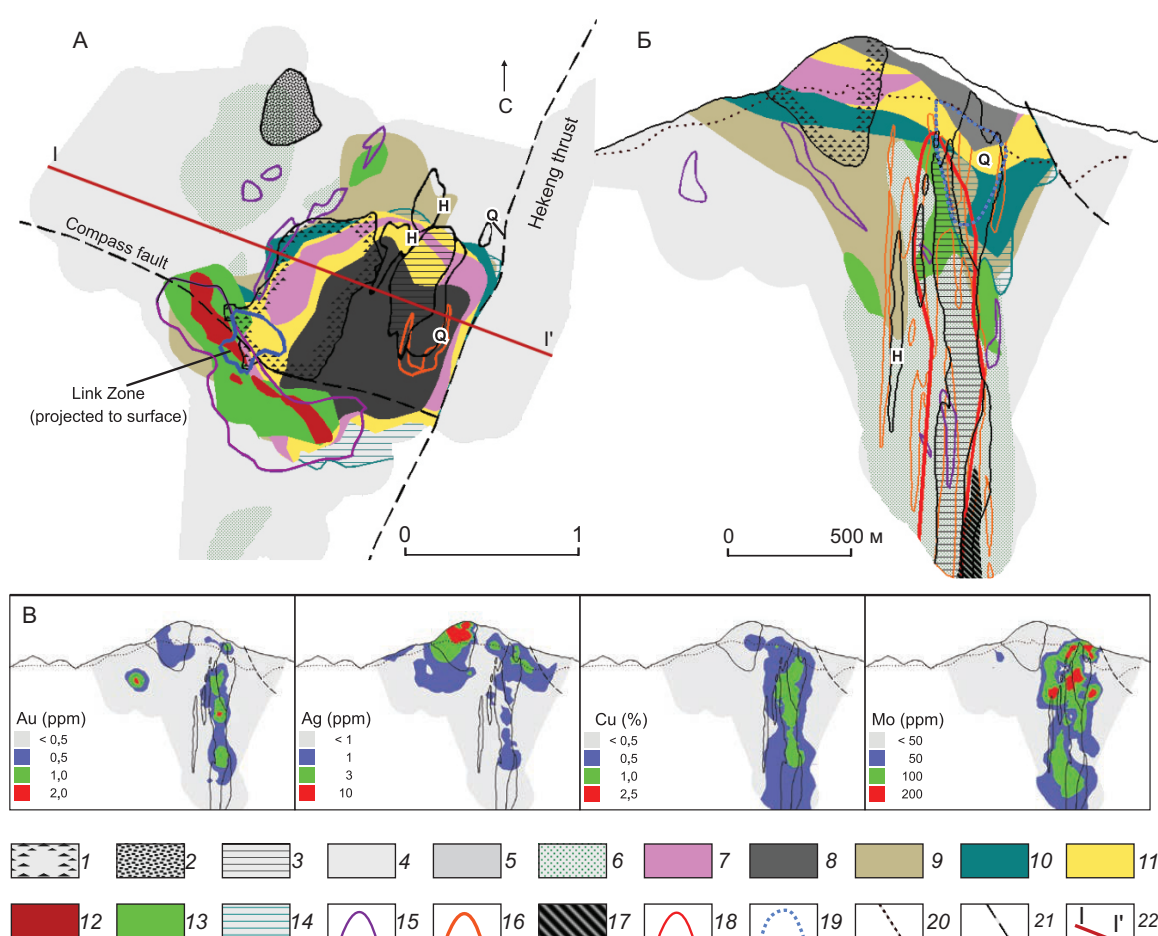 А
Б
С
I
Compass fault
Hekeng thrust
H
H
Q
Q
I'
Link Zone
(projected to surface)
0 1
Q
H
0 500 м
В
Au (ppm)
< 0,5
0,5
1,0
2,0
Ag (ppm)
< 1
1
3
10
Cu (%)
< 0,5
0,5
1,0
2,5
Mo (ppm)
< 50
50
100
200
1 2 3 4 5 6 7 8 9 10 11
12 13 14 15 16 17 18 19 20 21 I I' 22